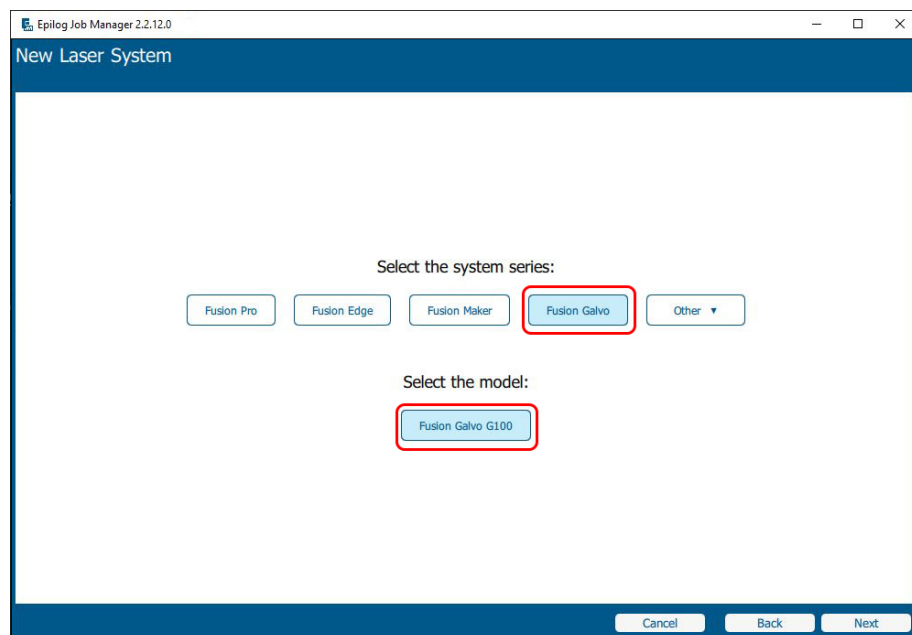 Epilog Job Manager 2.2.12.0
New Laser System
Select the system series:
Fusion Pro Fusion Edge Fusion Maker Fusion Galvo Other ▼
Select the model:
Fusion Galvo G100
Cancel Back Next